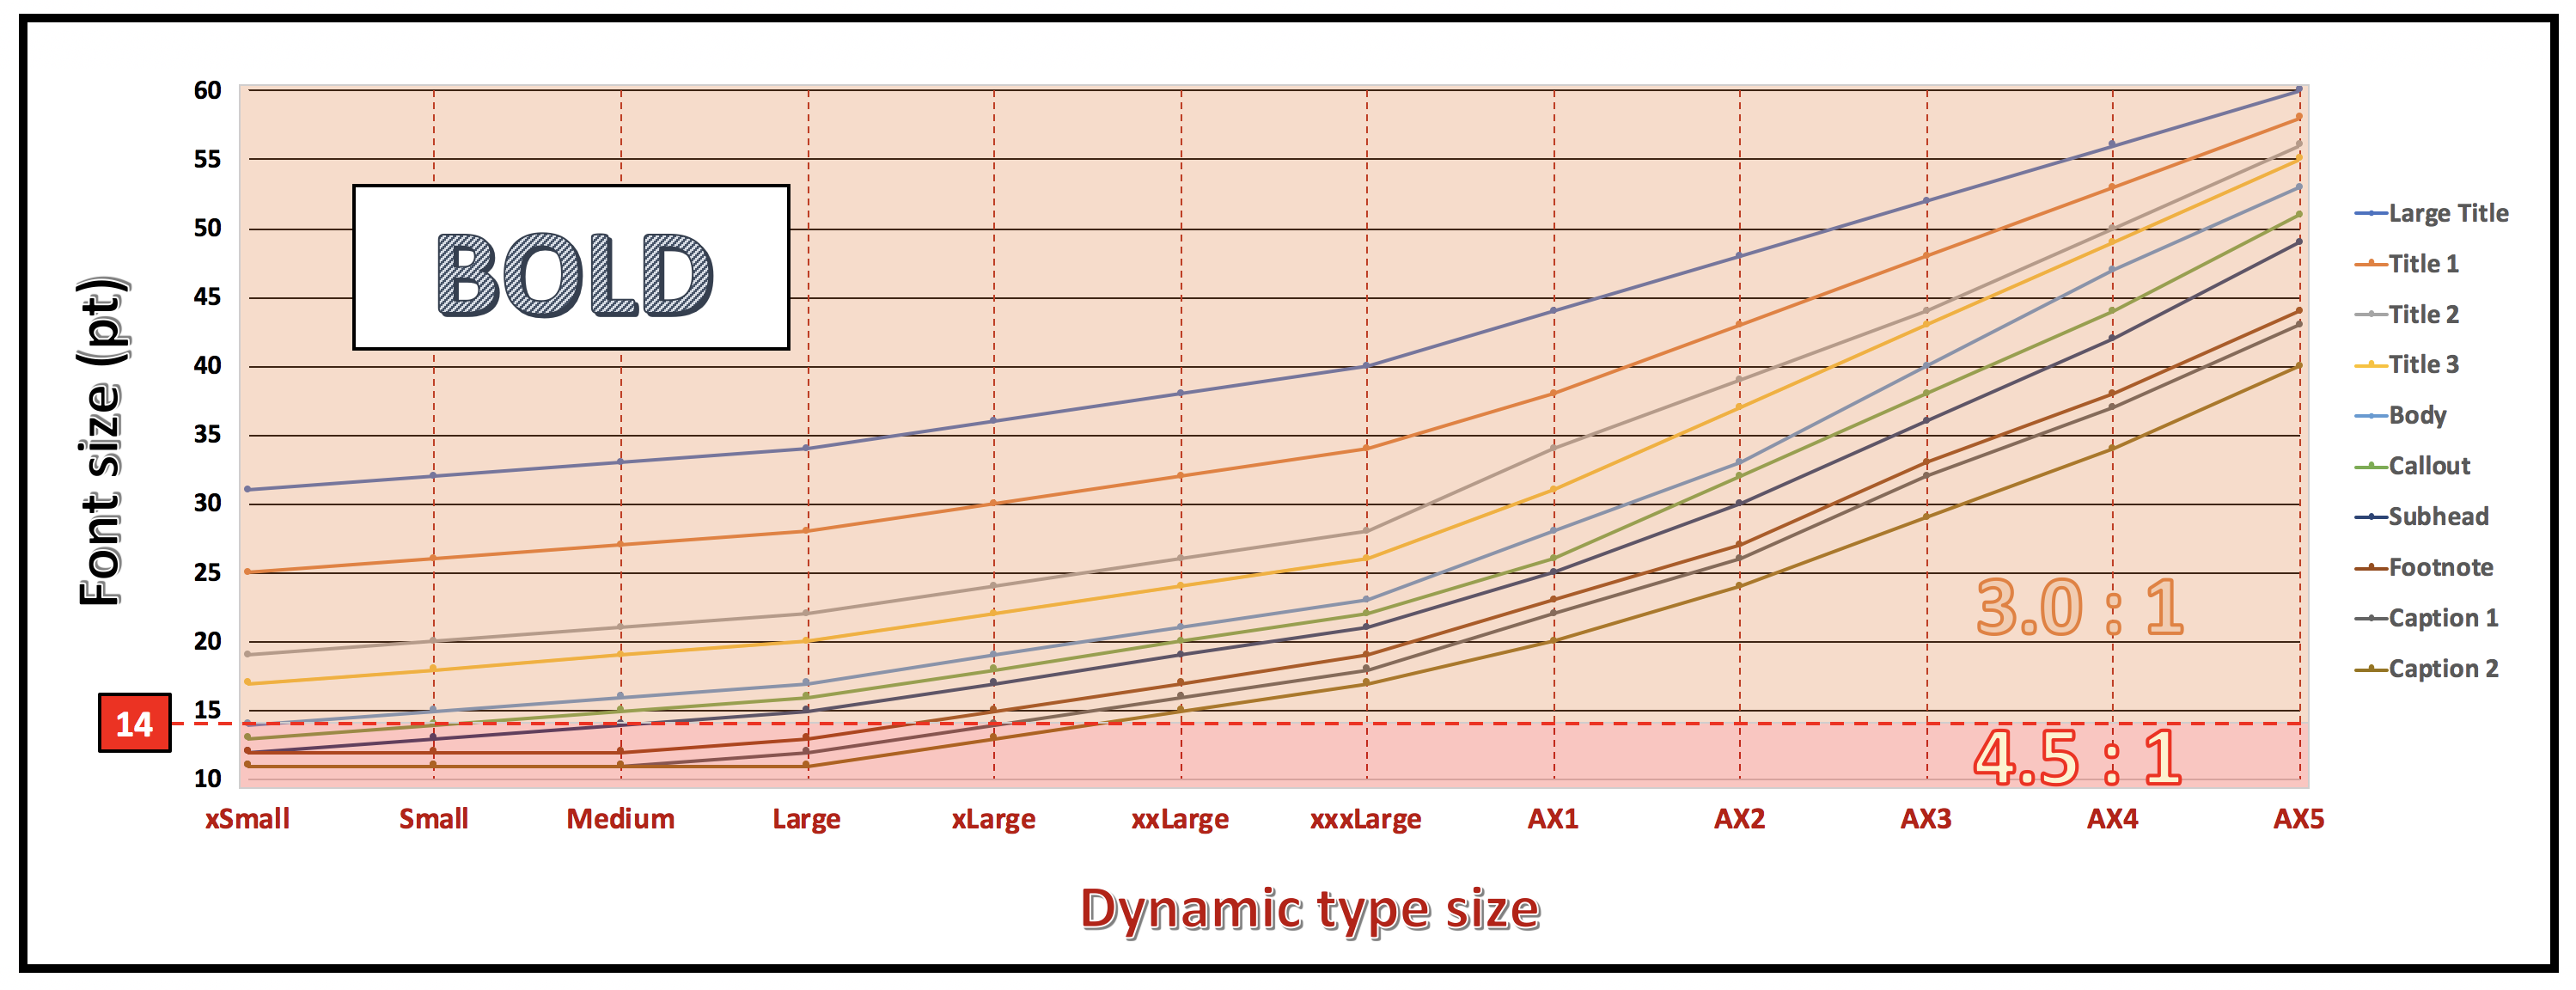 60
55
50
45
40
35
30
25
20
15
14
10
Font size (pt)
BOLD
3.0 : 1
4.5 : 1
xSmall Small Medium Large xLarge xxLarge xxxLarge AX1 AX2 AX3 AX4 AX5
Dynamic type size
Large Title
Title 1
Title 2
Title 3
Body
Callout
Subhead
Footnote
Caption 1
Caption 2